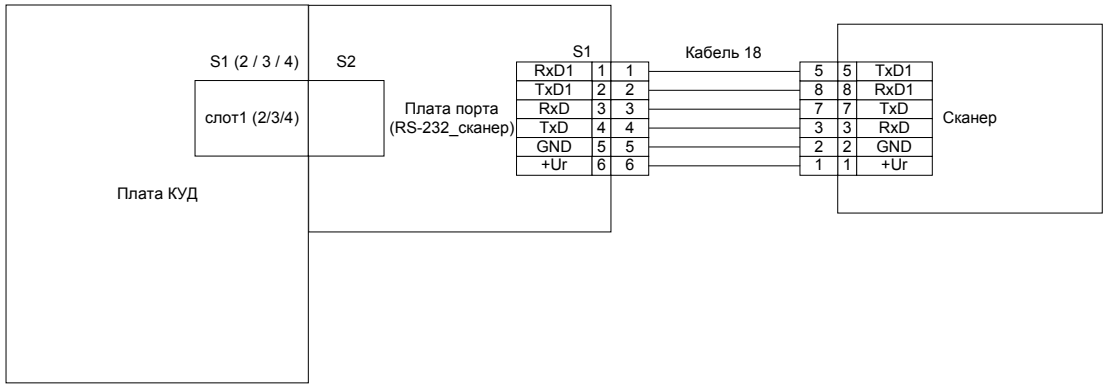 S1 (2 / 3 / 4) S2
слот1 (2/3/4)
Плата КУД
Плата порта
(RS-232_сканер)
S1
RxD1 1 1
TxD1 2 2
RxD 3 3
TxD 4 4
GND 5 5
+Ur 6 6
Кабель 18
5 5 TxD1
8 8 RxD1
7 7 TxD
3 3 RxD
2 2 GND
1 1 +Ur
Сканер